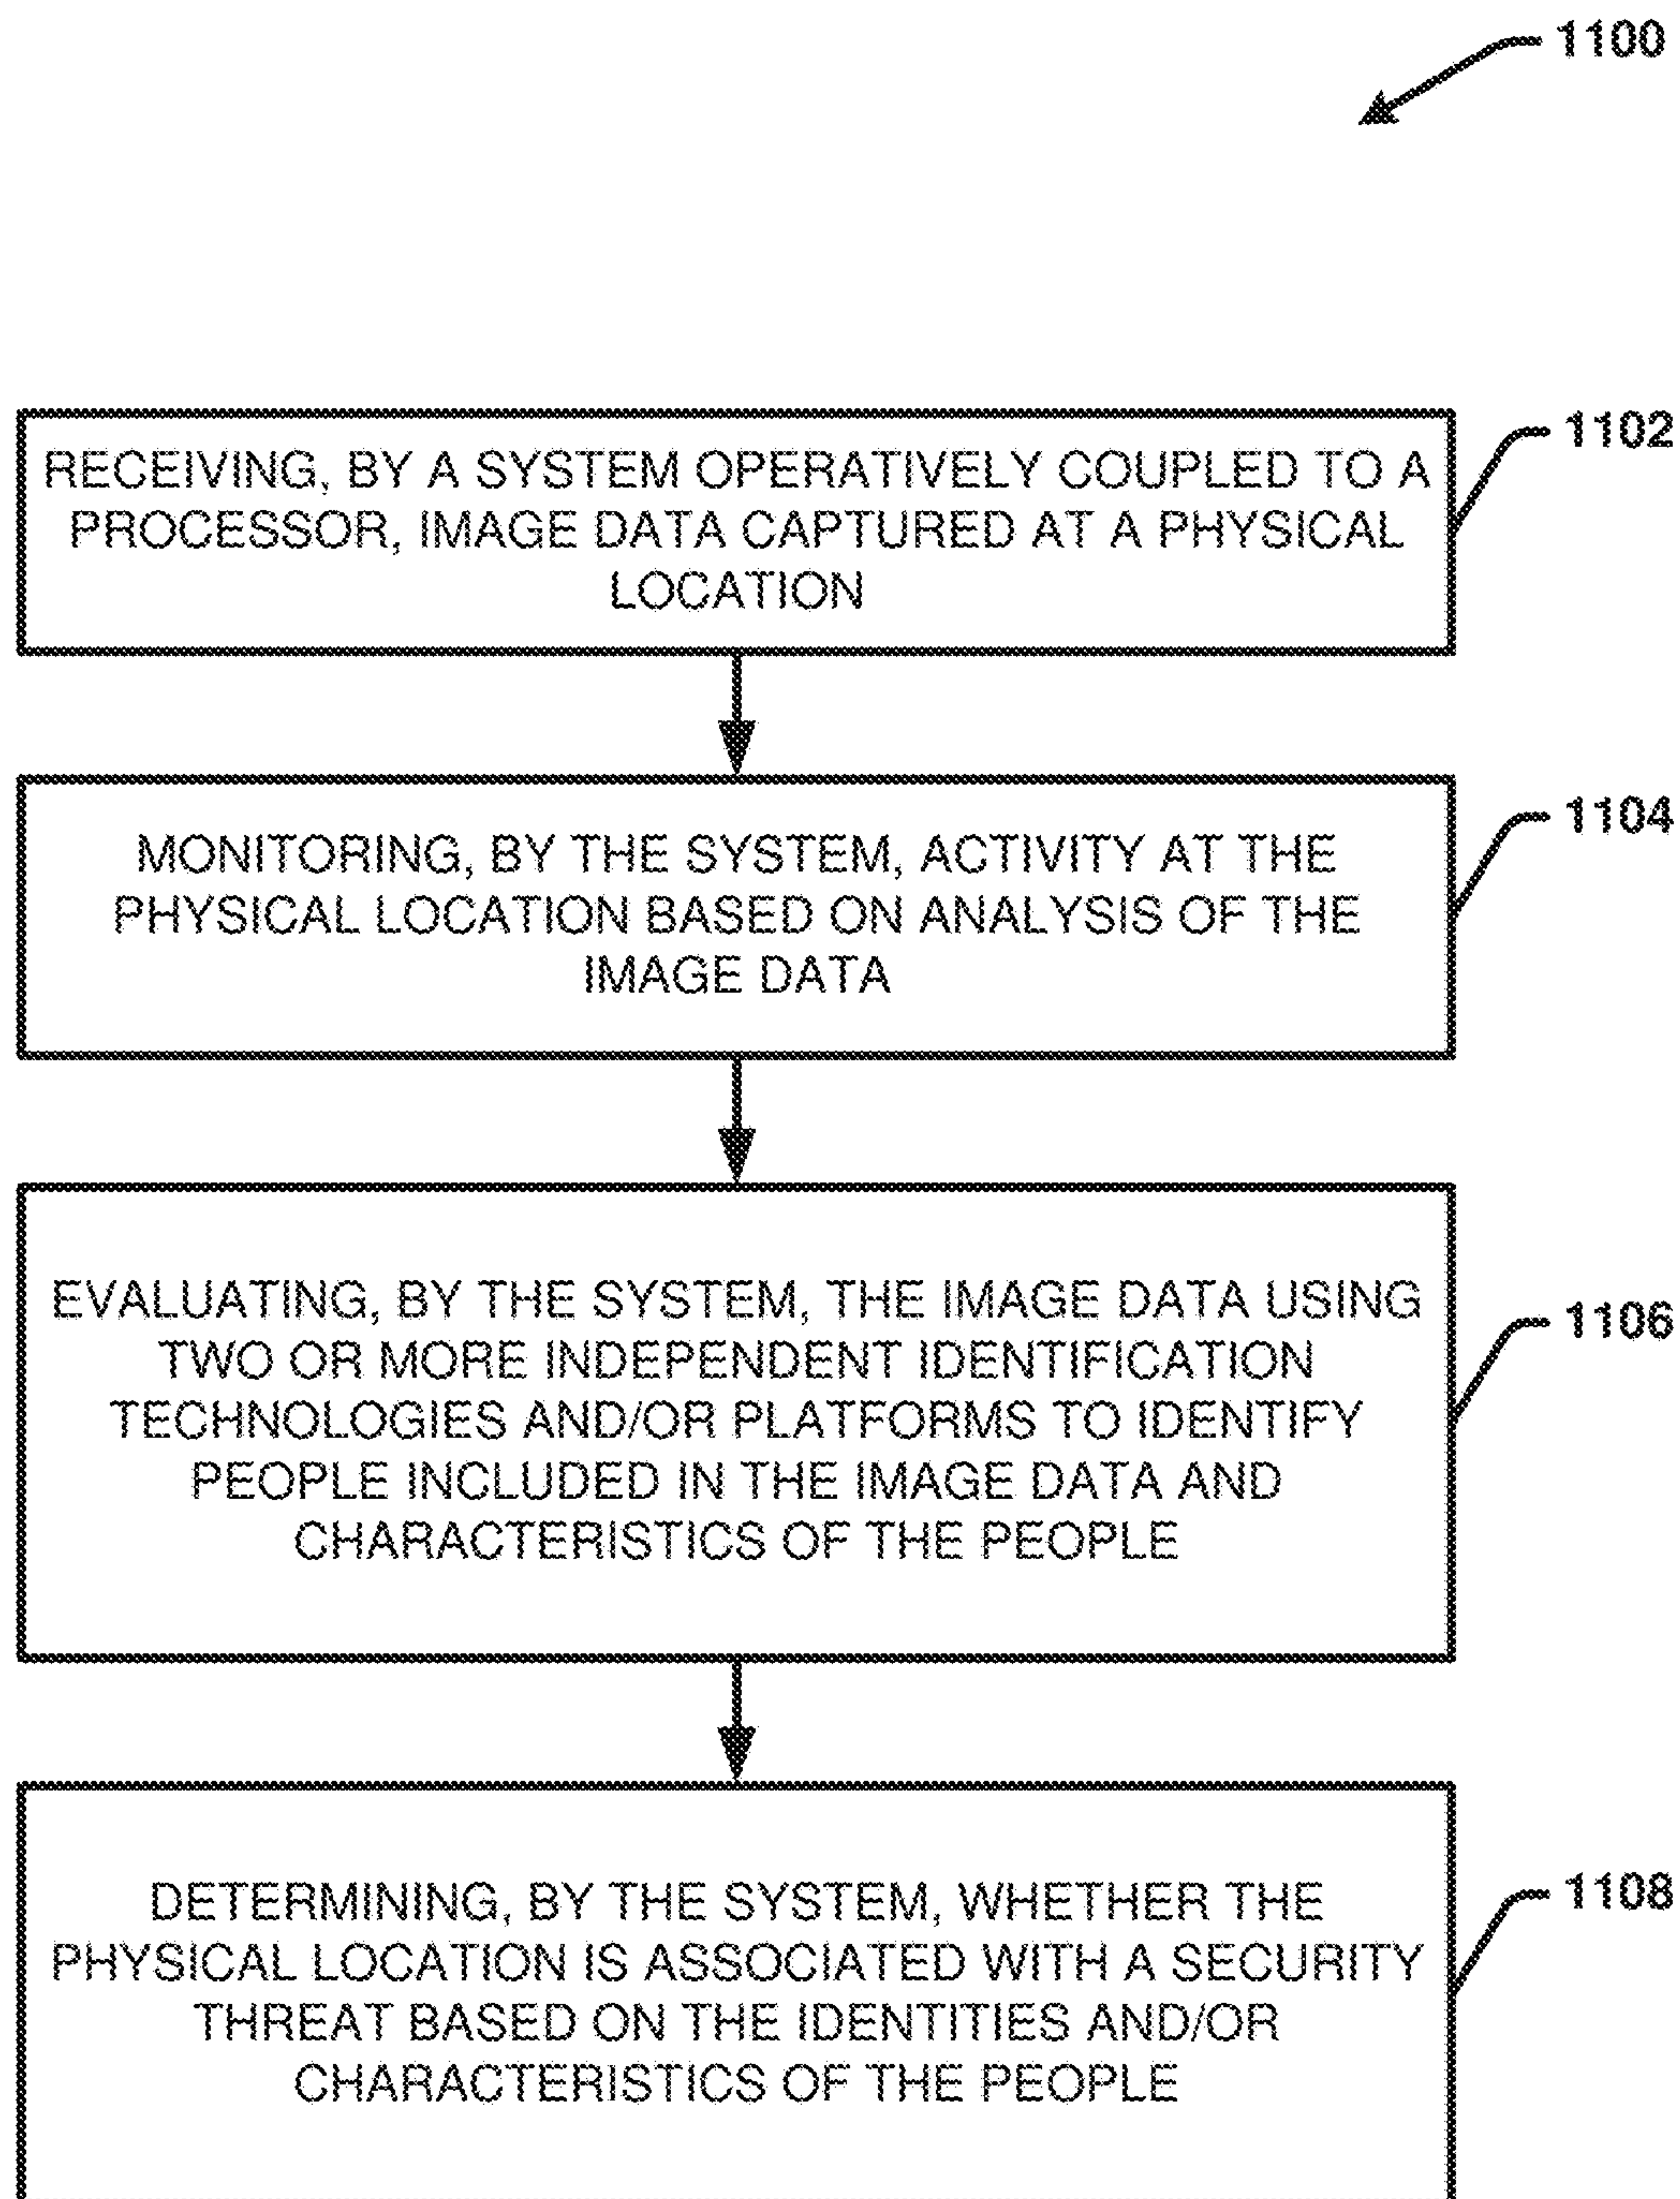 1100
RECEIVING, BY A SYSTEM OPERATIVELY COUPLED TO A
PROCESSOR, IMAGE DATA CAPTURED AT A PHYSICAL
LOCATION
1102
MONITORING, BY THE SYSTEM, ACTIVITY AT THE
PHYSICAL LOCATION BASED ON ANALYSIS OF THE
IMAGE DATA
1104
EVALUATING, BY THE SYSTEM, THE IMAGE DATA USING
TWO OR MORE INDEPENDENT IDENTIFICATION
TECHNOLOGIES AND/OR PLATFORMS TO IDENTIFY
PEOPLE INCLUDED IN THE IMAGE DATA AND
CHARACTERISTICS OF THE PEOPLE
1106
DETERMINING, BY THE SYSTEM, WHETHER THE
PHYSICAL LOCATION IS ASSOCIATED WITH A SECURITY
THREAT BASED ON THE IDENTITIES AND/OR
CHARACTERISTICS OF THE PEOPLE
1108